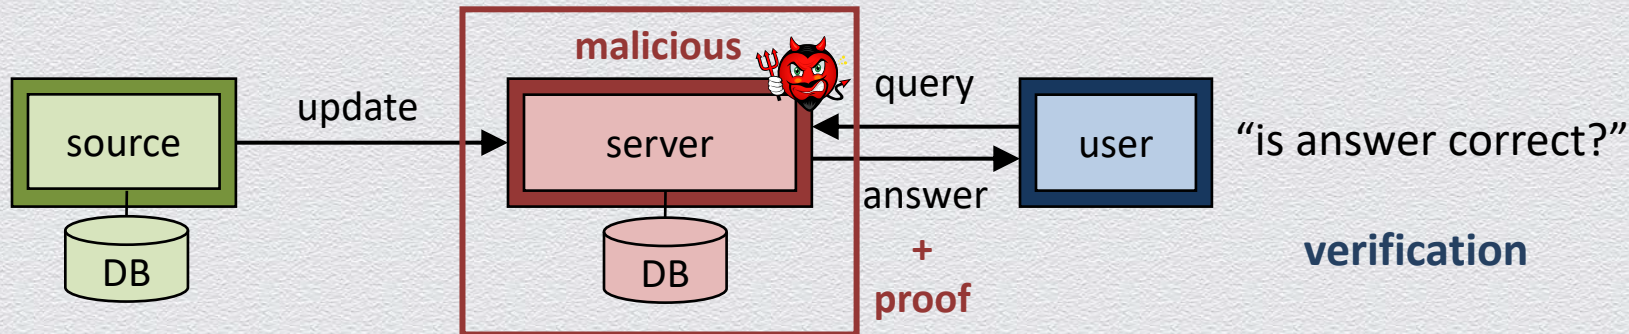 malicious
source
update
server
query
user
“is answer correct?”
answer
+
proof
DB
DB
verification